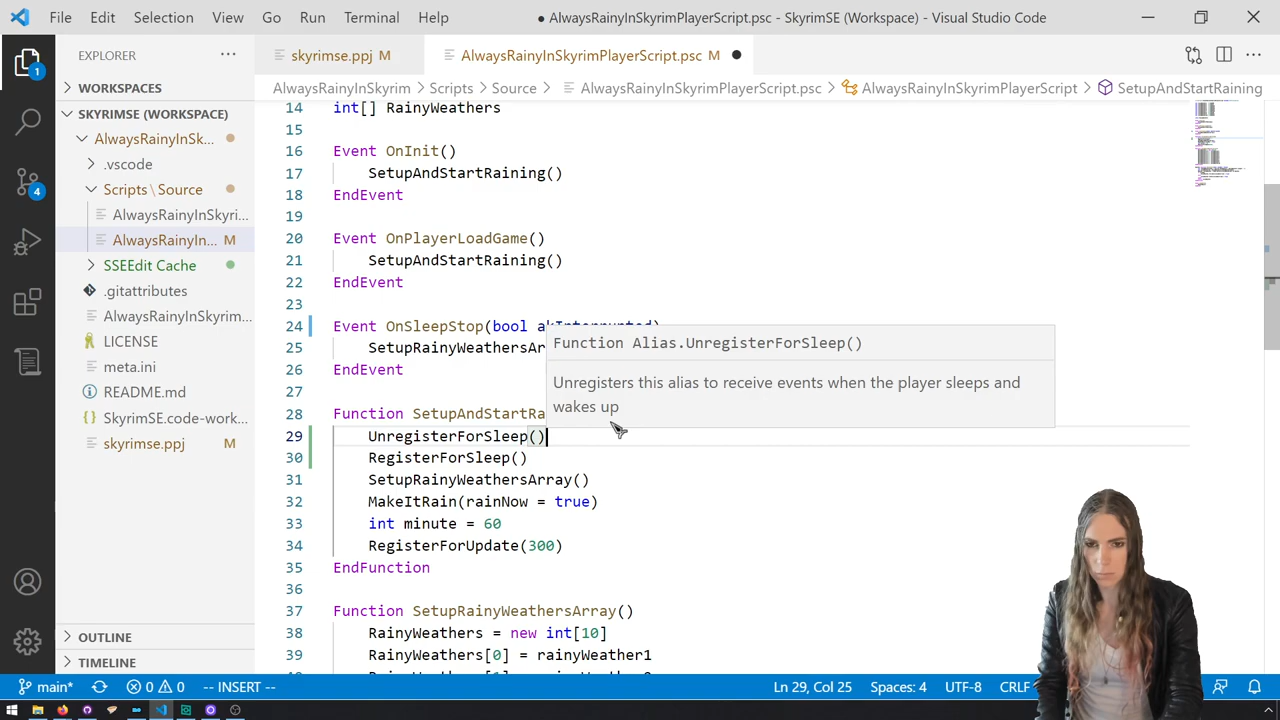 File Edit Selection View Go Run Terminal Help ● AlwaysRainyInSkyrimPlayerScript.psc - SkyrimSE (Workspace) - Visual Studio Code
EXPLORER
skyrimse.ppj M
AlwaysRainyInSkyrimPlayerScript.psc M
WORKSPACES
SKYRIMSE (WORKSPACE)
AlwaysRainyInSk...
.vscode
Scripts \ Source
AlwaysRainyInSkyri...
AlwaysRainyIn... M
SSEEdit Cache
.gitattributes
AlwaysRainyInSkyrim...
LICENSE
meta.ini
README.md
SkyrimSE.code-work...
skyrimse.ppj M
OUTLINE
TIMELINE
1
4
AlwaysRainyInSkyrim > Scripts > Source > AlwaysRainyInSkyrimPlayerScript.psc > AlwaysRainyInSkyrimPlayerScript > SetupAndStartRaining
14 int[] RainyWeathers
15
16 Event OnInit()
17 SetupAndStartRaining()
18 EndEvent
19
20 Event OnPlayerLoadGame()
21 SetupAndStartRaining()
22 EndEvent
23
24 Event OnSleepStop(bool akInterrupted)
25 SetupRainyWeathersAr
26 EndEvent
27
28 Function SetupAndStartRa
29 UnregisterForSleep()
30 RegisterForSleep()
31 SetupRainyWeathersArray()
32 MakeItRain(rainNow = true)
33 int minute = 60
34 RegisterForUpdate(300)
35 EndFunction
36
37 Function SetupRainyWeathersArray()
38 RainyWeathers = new int[10]
39 RainyWeathers[0] = rainyWeather1
Function Alias.UnregisterForSleep()
Unregisters this alias to receive events when the player sleeps and
wakes up
main* 0 0 -- INSERT -- Ln 29, Col 25 Spaces: 4 UTF-8 CRLF